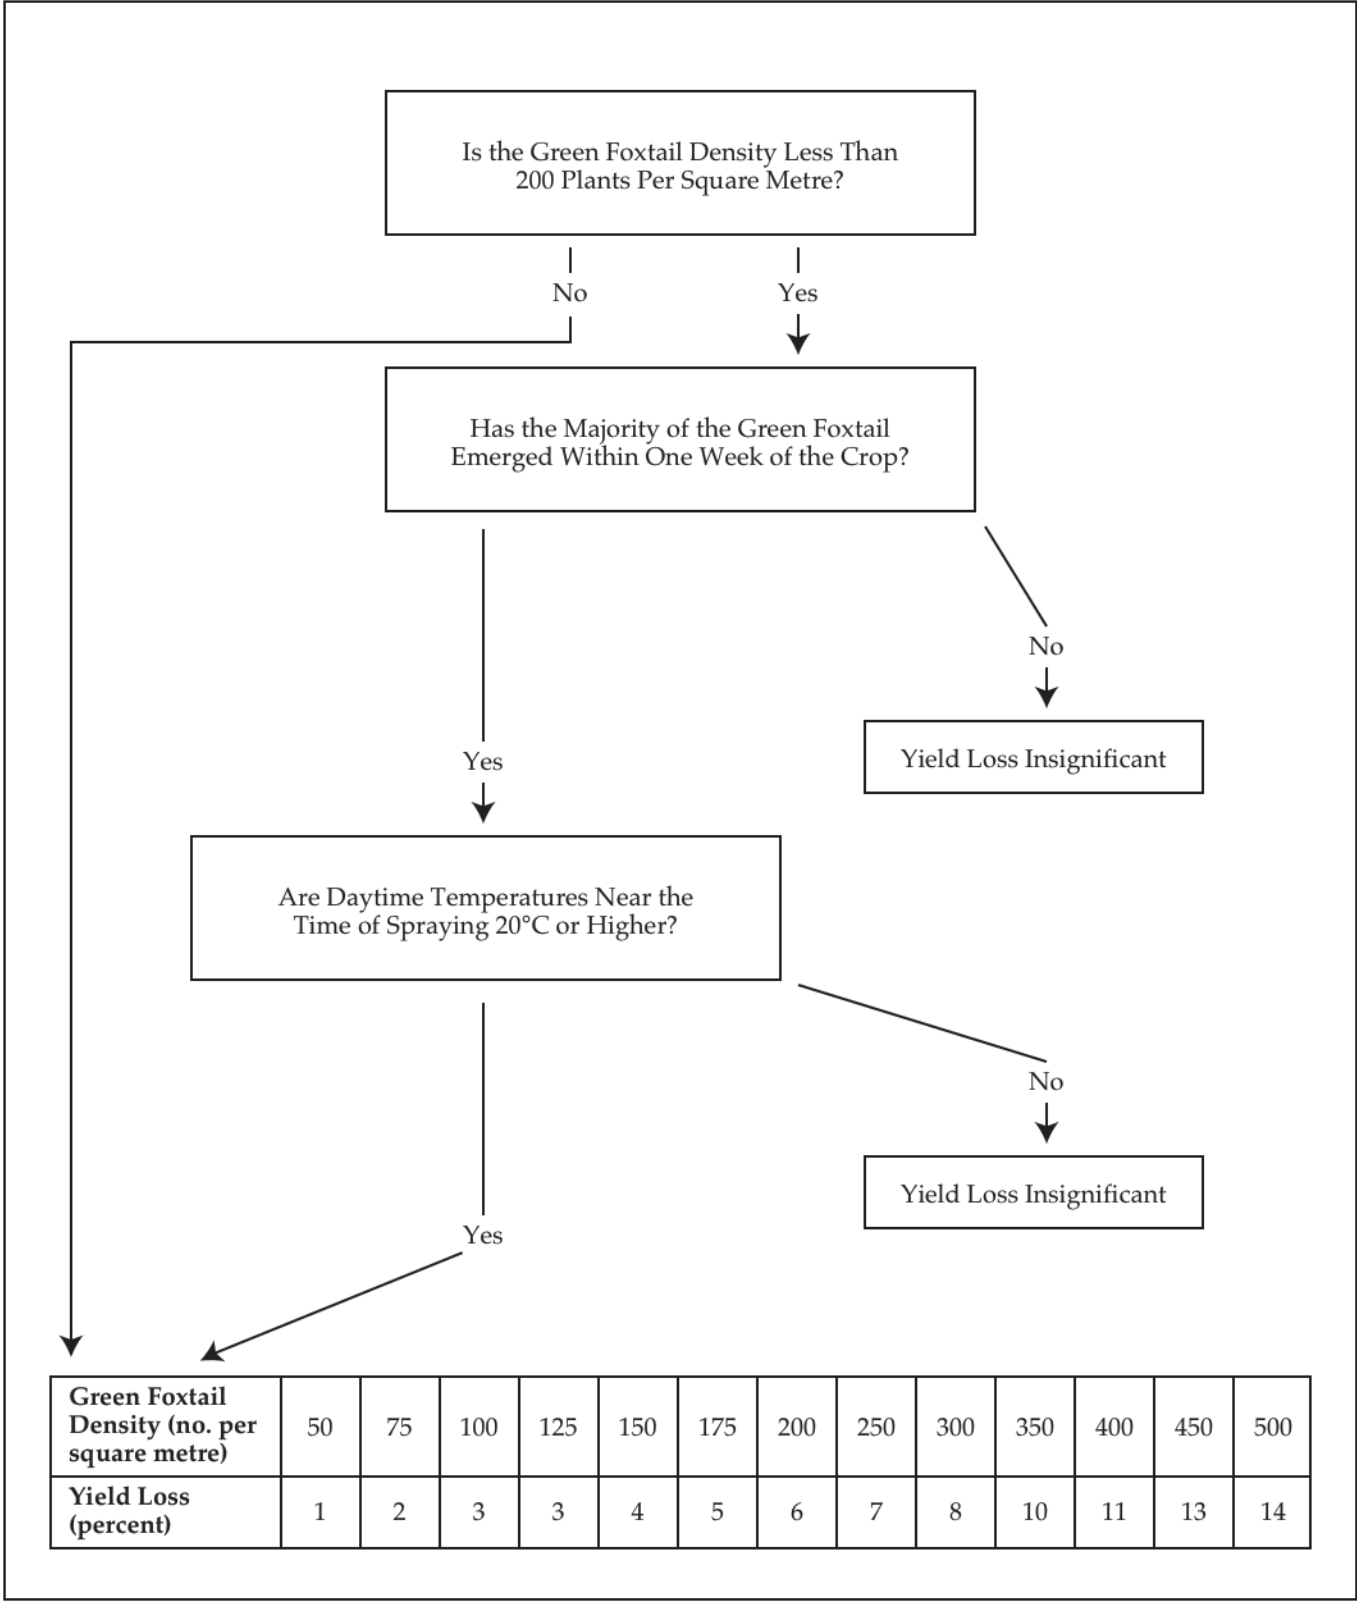 Is the Green Foxtail Density Less Than
200 Plants Per Square Metre?
No
Yes
Has the Majority of the Green Foxtail
Emerged Within One Week of the Crop?
No
Yield Loss Insignificant
Yes
Are Daytime Temperatures Near the
Time of Spraying 20°C or Higher?
No
Yield Loss Insignificant
Yes
Green Foxtail
Density (no. per
square metre)
50 75 100 125 150 175 200 250 300 350 400 450 500
Yield Loss
(percent)
1 2 3 3 4 5 6 7 8 10 11 13 14